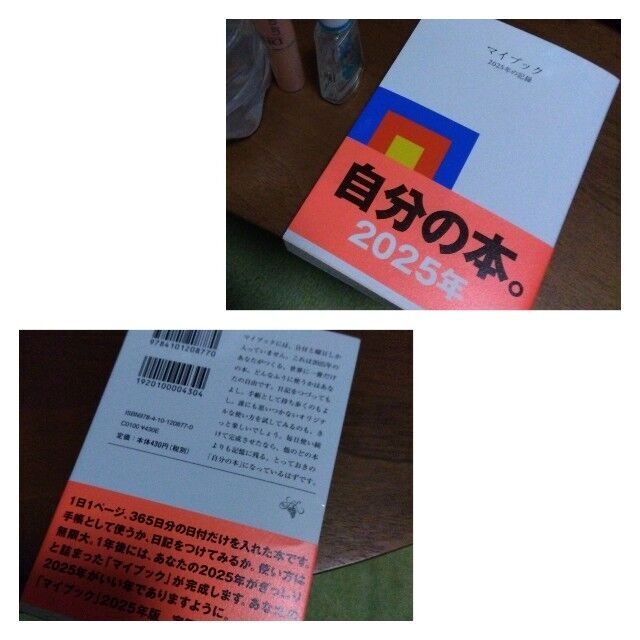 マイブック
2025年の記録
自分の本。
2025年
9784101208770
1920100004304
ISBN978-4-10-120877-0
C0100 ¥430E
定価:本体430円(税別)
マイブックには、日付と曜日しか
入っていません。これは2025年の
あなたがつくる、世界に一冊だけ
の本。どんなふうに使うかはあな
たの自由です。日記をつづっても
よし、手帳として持ち歩くのもよ
し、誰にも思いつかないオリジナ
ルな使い方を試してみるのも、き
っと楽しいでしょう。毎日使い続
けて完成させたなら、他のどの本
よりも記憶に残る、とっておきの
「自分の本」になっているはずです。
1日1ページ、365日分の日付だけを入れた本です。
手帳として使うか、日記をつけてみるか。使い方は
無限大。1年後には、あなたの2025年がぎっしり
と詰まった「マイブック」が完成します。あなたの
2025年がいい年でありますように。
「マイブック」2025年版